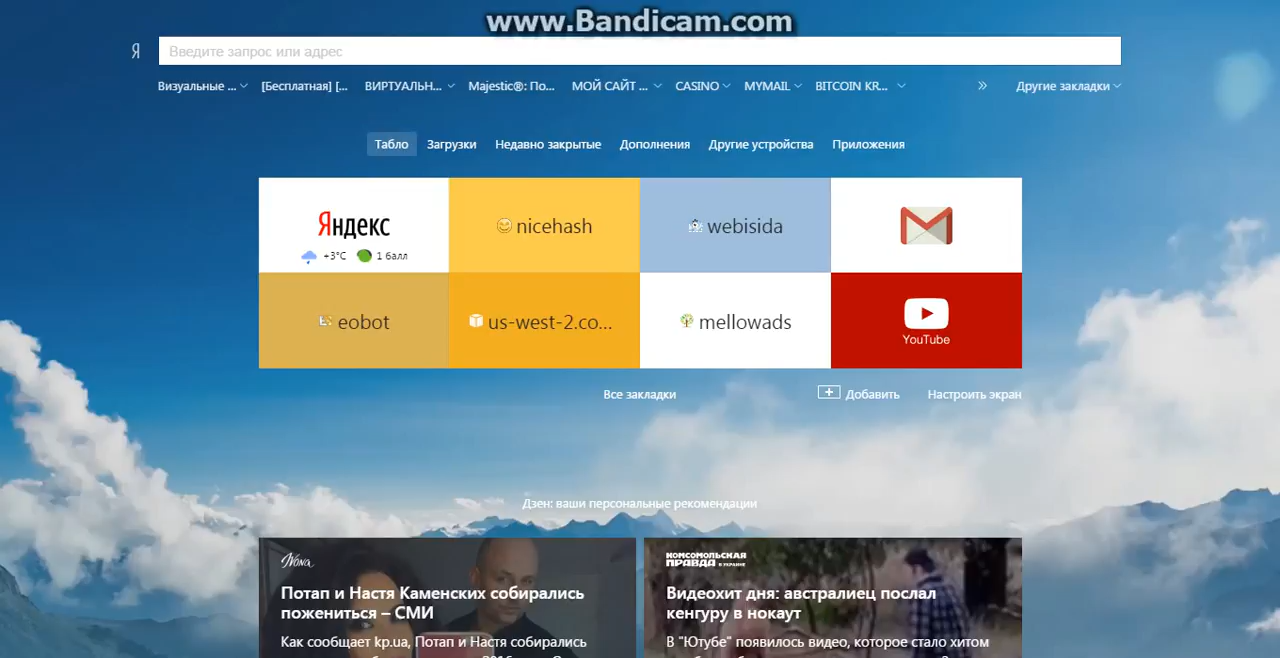 www.Bandicam.com
Я Введите запрос или адрес
Визуальные ... [Бесплатная] [... ВИРТУАЛЬН... Majestic®: По... МОЙ САЙТ ... CASINO MYMAIL BITCOIN KR... » Другие закладки
Табло Загрузки Недавно закрытые Дополнения Другие устройства Приложения
Яндекс
+3°C 1 балл
nicehash
webisida
eobot
us-west-2.co...
mellowads
YouTube
Все закладки Добавить Настроить экран
Дзен: ваши персональные рекомендации
Потап и Настя Каменских собирались
пожениться – СМИ
Как сообщает kp.ua, Потап и Настя собирались
КОМСОМОЛЬСКАЯ
ПРАВДА В УКРАИНЕ
Видеохит дня: австралиец послал
кенгуру в нокаут
В "Ютубе" появилось видео, которое стало хитом